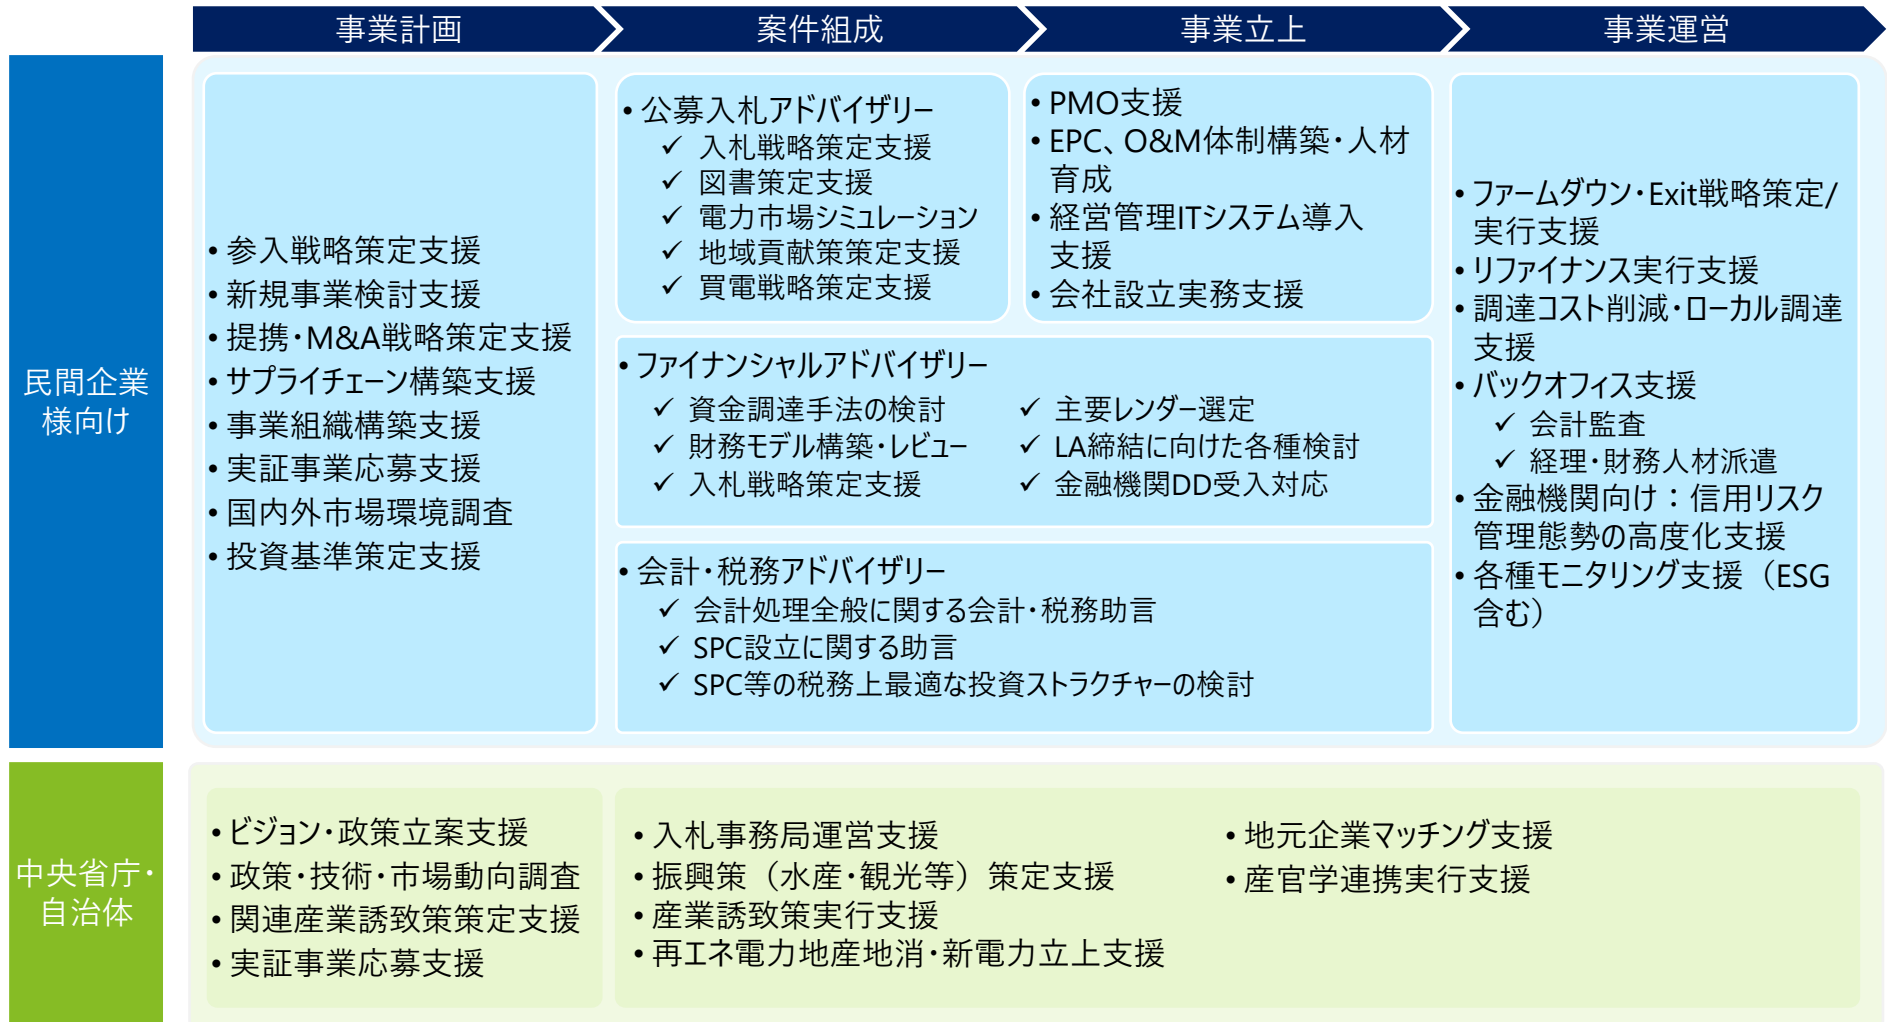 事業計画
案件組成
事業立上
事業運営
民間企業
様向け
• 参入戦略策定支援
• 新規事業検討支援
• 提携・M&A戦略策定支援
• サプライチェーン構築支援
• 事業組織構築支援
• 実証事業応募支援
• 国内外市場環境調査
• 投資基準策定支援
• 公募入札アドバイザリー
✓ 入札戦略策定支援
✓ 図書策定支援
✓ 電力市場シミュレーション
✓ 地域貢献策策定支援
✓ 買電戦略策定支援
• PMO支援
• EPC、O&M体制構築・人材
育成
• 経営管理ITシステム導入
支援
• 会社設立実務支援
• ファイナンシャルアドバイザリー
✓ 資金調達手法の検討
✓ 財務モデル構築・レビュー
✓ 入札戦略策定支援
✓ 主要レンダー選定
✓ LA締結に向けた各種検討
✓ 金融機関DD受入対応
• 会計・税務アドバイザリー
✓ 会計処理全般に関する会計・税務助言
✓ SPC設立に関する助言
✓ SPC等の税務上最適な投資ストラクチャーの検討
• ファームダウン・Exit戦略策定/
実行支援
• リファイナンス実行支援
• 調達コスト削減・ローカル調達
支援
• バックオフィス支援
✓ 会計監査
✓ 経理・財務人材派遣
• 金融機関向け：信用リスク
管理態勢の高度化支援
• 各種モニタリング支援（ESG
含む）
中央省庁・
自治体
• ビジョン・政策立案支援
• 政策・技術・市場動向調査
• 関連産業誘致策策定支援
• 実証事業応募支援
• 入札事務局運営支援
• 振興策（水産・観光等）策定支援
• 産業誘致策実行支援
• 再エネ電力地産地消・新電力立上支援
• 地元企業マッチング支援
• 産官学連携実行支援